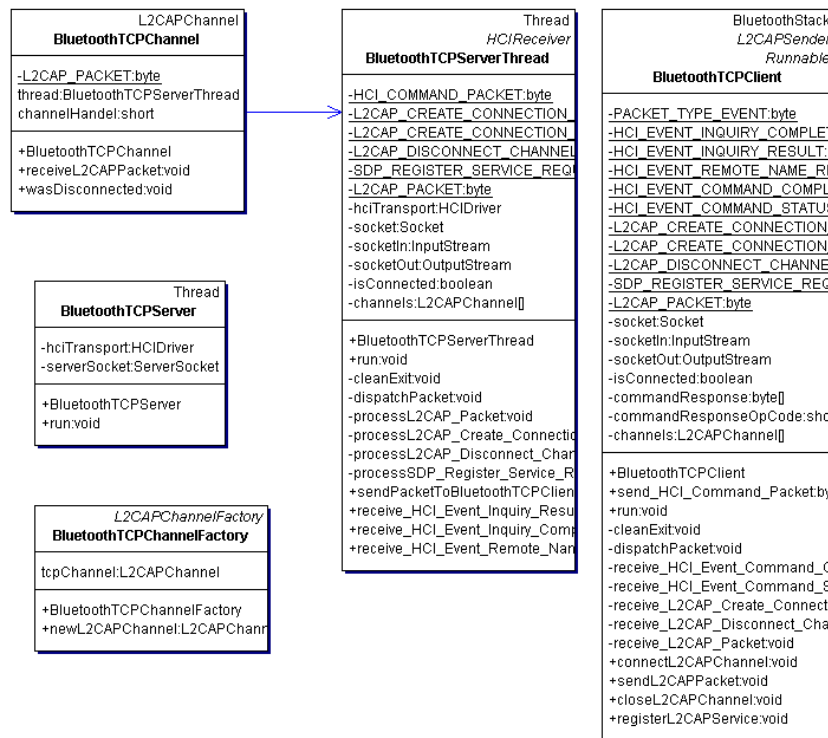 L2CAPChannel
BluetoothTCPChannel
-L2CAP_PACKET:byte
thread:BluetoothTCPServerThread
channelHandel:short
+BluetoothTCPChannel
+receiveL2CAPPacket:void
+wasDisconnected:void
Thread
BluetoothTCPServer
-hciTransport:HCIDriver
-serverSocket:ServerSocket
+BluetoothTCPServer
+run:void
L2CAPChannelFactory
BluetoothTCPChannelFactory
tcpChannel:L2CAPChannel
+BluetoothTCPChannelFactory
+newL2CAPChannel:L2CAPChann
Thread
HCIReceiver
BluetoothTCPServerThread
-HCI_COMMAND_PACKET:byte
-L2CAP_CREATE_CONNECTION_
-L2CAP_CREATE_CONNECTION_
-L2CAP_DISCONNECT_CHANNEL
-SDP_REGISTER_SERVICE_REQU
-L2CAP_PACKET:byte
-hciTransport:HCIDriver
-socket:Socket
-socketIn:InputStream
-socketOut:OutputStream
-isConnected:boolean
-channels:L2CAPChannel[]
+BluetoothTCPServerThread
+run:void
-cleanExit:void
-dispatchPacket:void
-processL2CAP_Packet:void
-processL2CAP_Create_Connectio
-processL2CAP_Disconnect_Chan
-processSDP_Register_Service_R
+sendPacketToBluetoothTCPClien
+receive_HCI_Event_Inquiry_Resu
+receive_HCI_Event_Inquiry_Comp
+receive_HCI_Event_Remote_Nam
BluetoothStack
L2CAPSender
Runnable
BluetoothTCPClient
-PACKET_TYPE_EVENT:byte
-HCI_EVENT_INQUIRY_COMPLET
-HCI_EVENT_INQUIRY_RESULT:
-HCI_EVENT_REMOTE_NAME_RE
-HCI_EVENT_COMMAND_COMPL
-HCI_EVENT_COMMAND_STATUS
-L2CAP_CREATE_CONNECTION_
-L2CAP_CREATE_CONNECTION_
-L2CAP_DISCONNECT_CHANNE
-SDP_REGISTER_SERVICE_REQ
-L2CAP_PACKET:byte
-socket:Socket
-socketIn:InputStream
-socketOut:OutputStream
-isConnected:boolean
-commandResponse:byte[]
-commandResponseOpCode:sho
-channels:L2CAPChannel[]
+BluetoothTCPClient
+send_HCI_Command_Packet:by
+run:void
-cleanExit:void
-dispatchPacket:void
-receive_HCI_Event_Command_C
-receive_HCI_Event_Command_S
-receive_L2CAP_Create_Connect
-receive_L2CAP_Disconnect_Cha
-receive_L2CAP_Packet:void
+connectL2CAPChannel:void
+sendL2CAPPacket:void
+closeL2CAPChannel:void
+registerL2CAPService:void